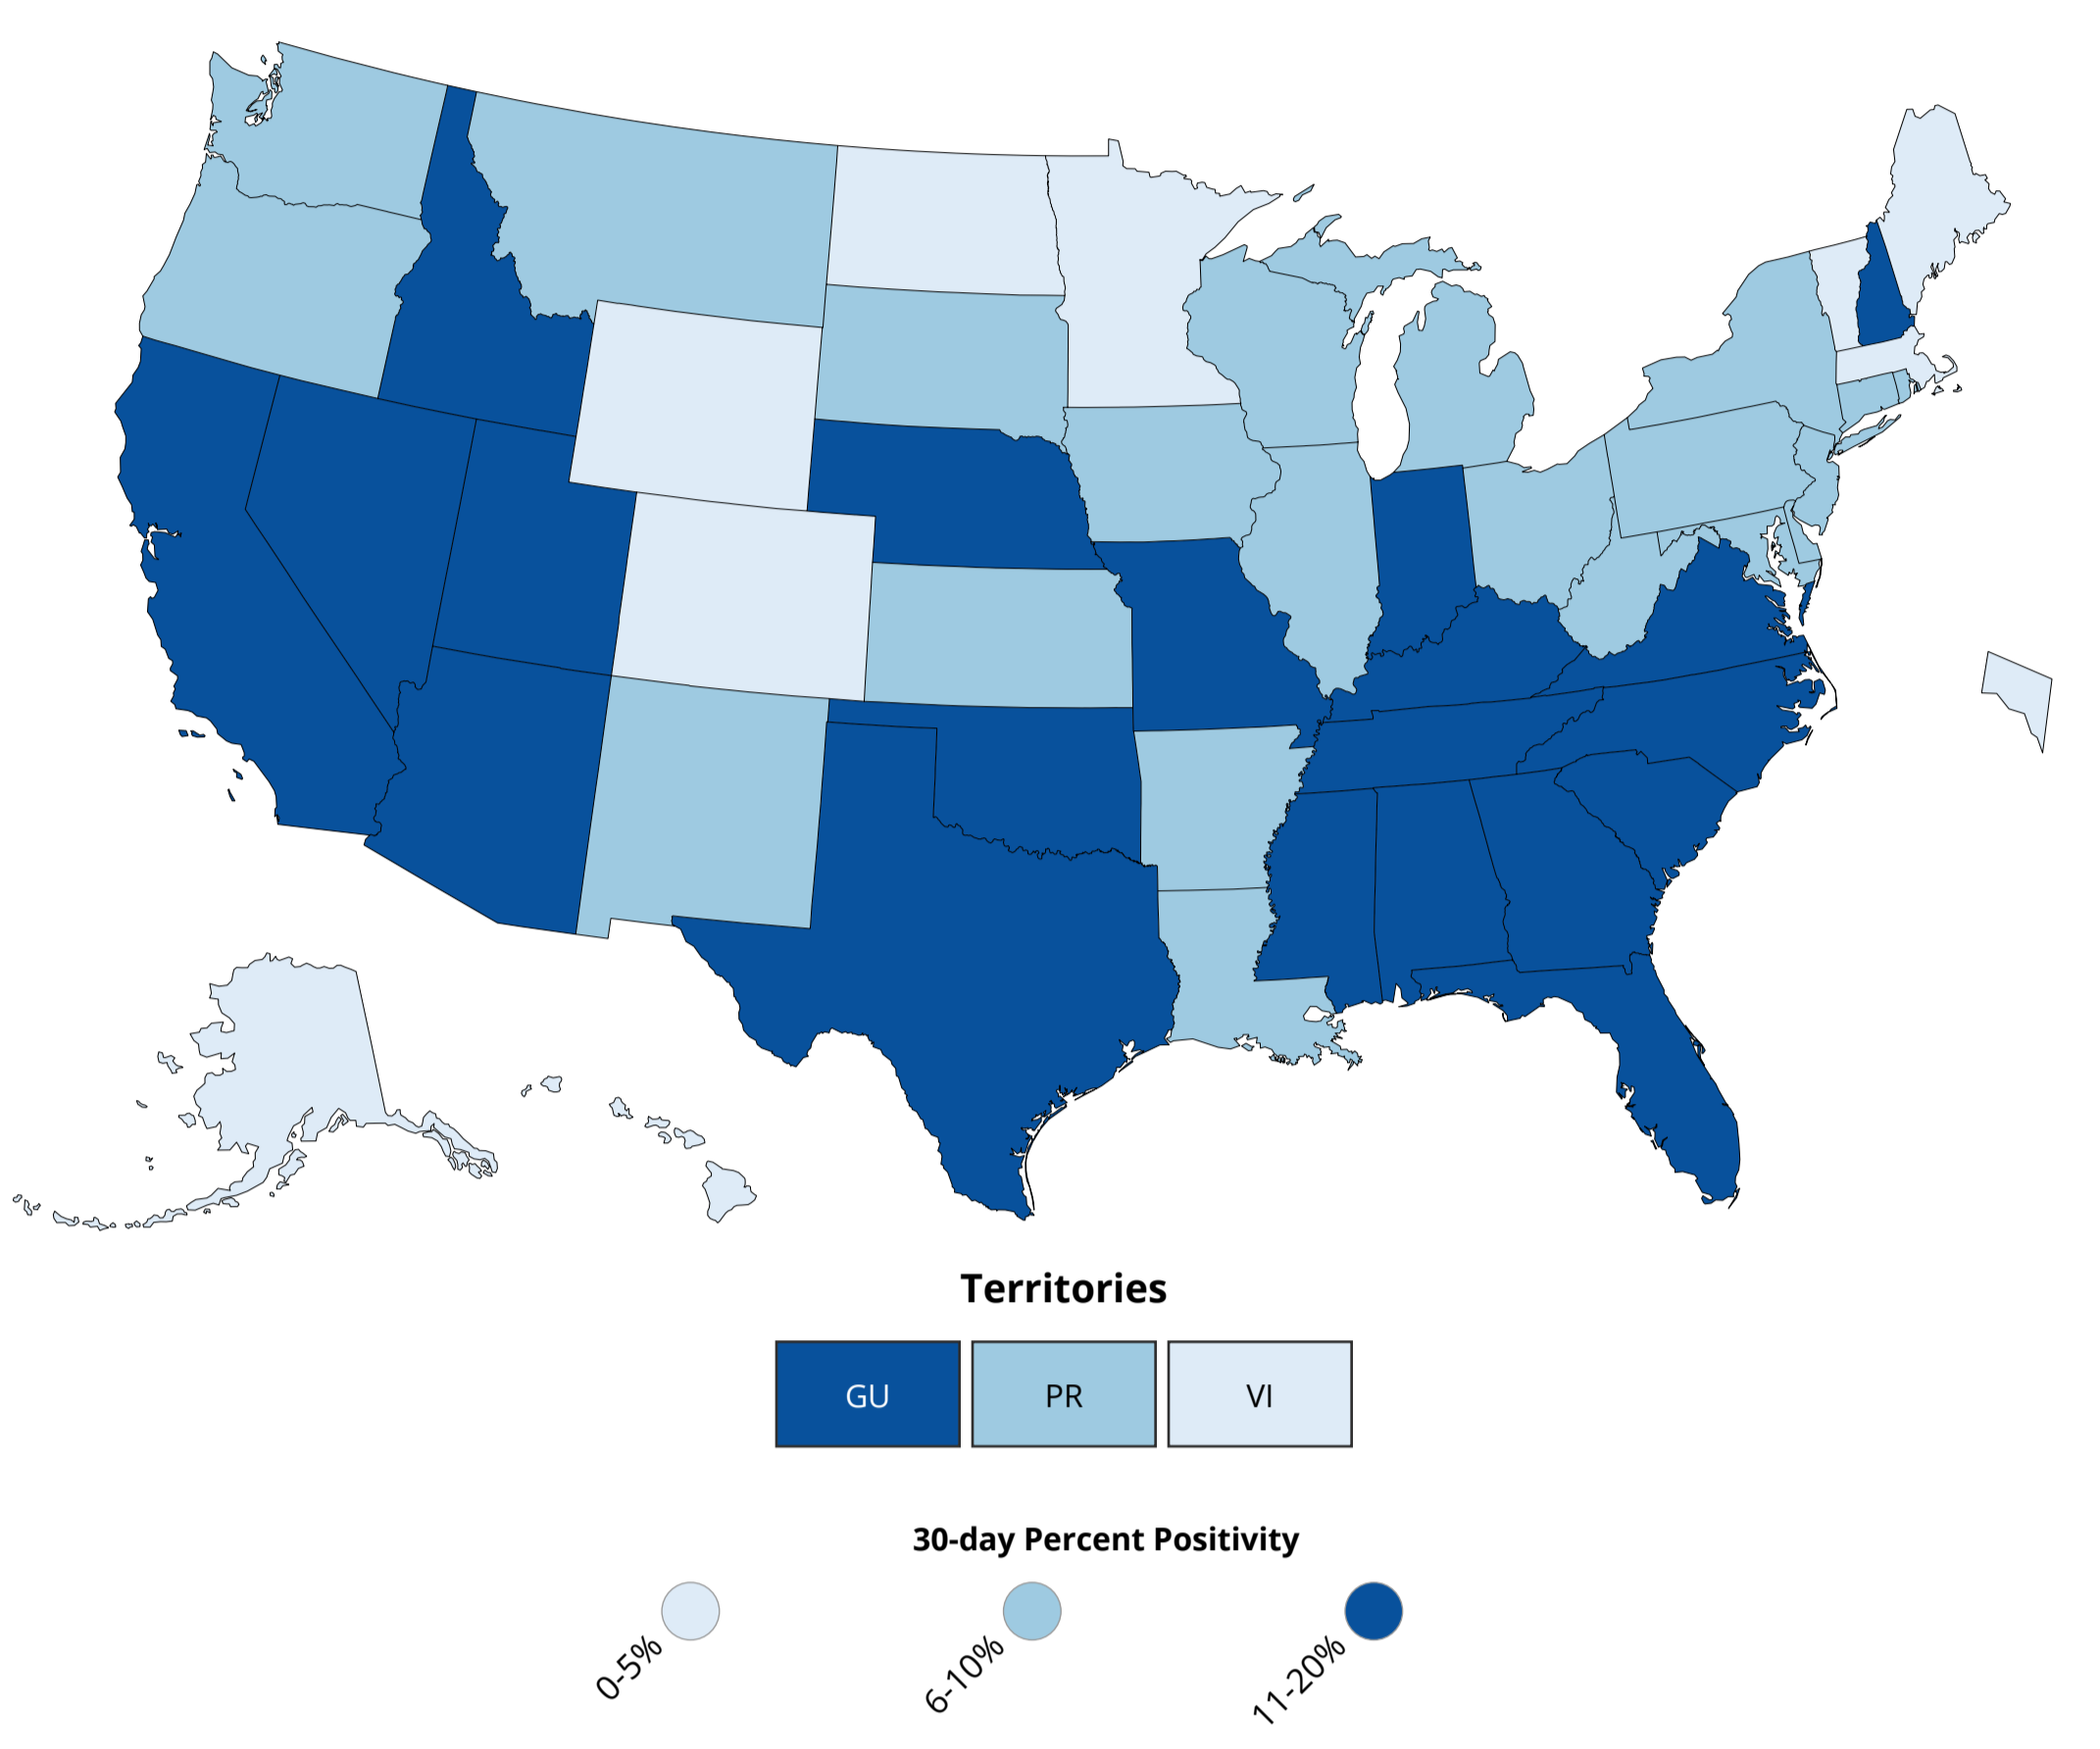 Territories
GU
PR
VI
30-day Percent Positivity
0-5%
6-10%
11-20%